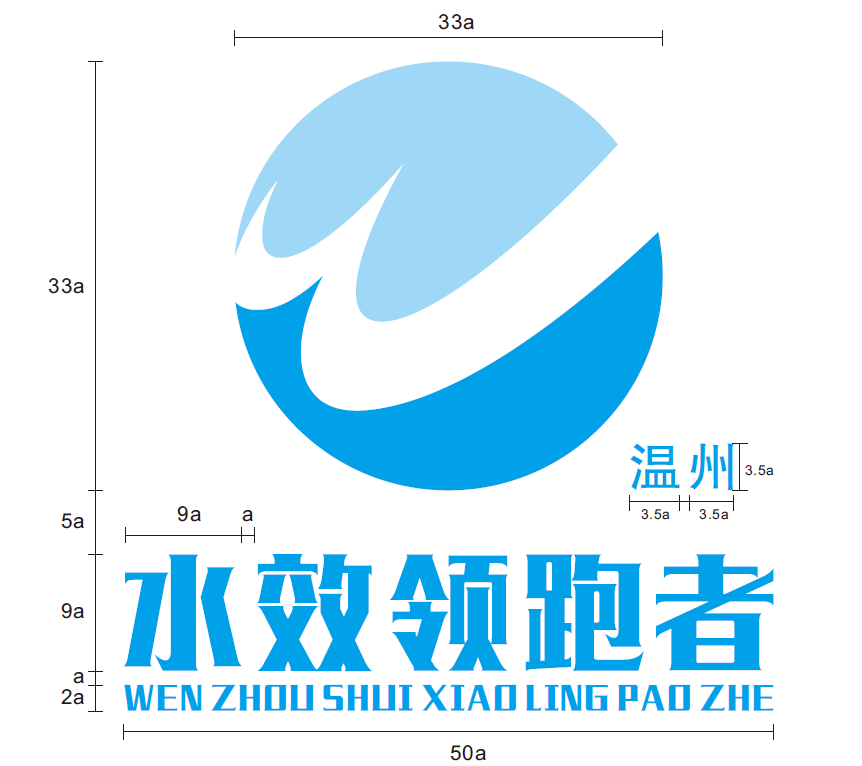 33a
33a
温州
3.5a
3.5a 3.5a
9a a
5a
水效领跑者
9a
a
WEN ZHOU SHUI XIAO LING PAO ZHE
2a
50a